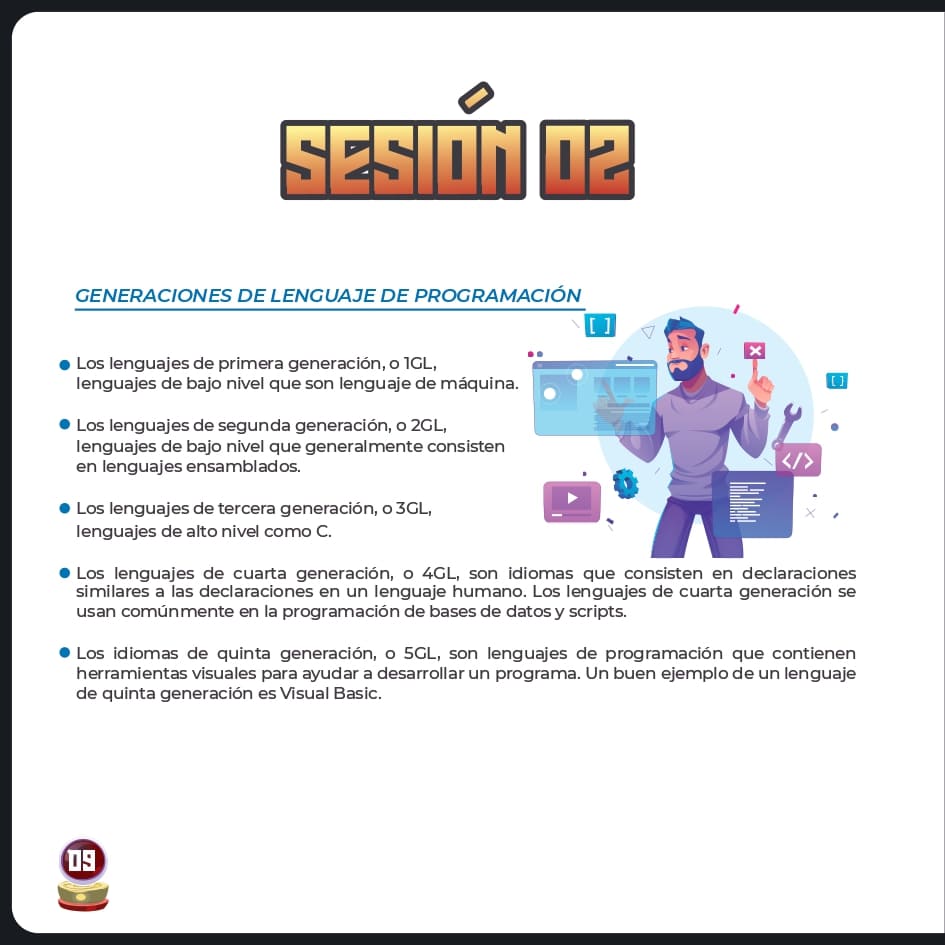 SESIÓN 02
GENERACIONES DE LENGUAJE DE PROGRAMACIÓN
[ ]
[ ]
</>
● Los lenguajes de primera generación, o 1GL,
lenguajes de bajo nivel que son lenguaje de máquina.
● Los lenguajes de segunda generación, o 2GL,
lenguajes de bajo nivel que generalmente consisten
en lenguajes ensamblados.
● Los lenguajes de tercera generación, o 3GL,
lenguajes de alto nivel como C.
● Los lenguajes de cuarta generación, o 4GL, son idiomas que consisten en declaraciones
similares a las declaraciones en un lenguaje humano. Los lenguajes de cuarta generación se
usan comúnmente en la programación de bases de datos y scripts.
● Los idiomas de quinta generación, o 5GL, son lenguajes de programación que contienen
herramientas visuales para ayudar a desarrollar un programa. Un buen ejemplo de un lenguaje
de quinta generación es Visual Basic.
09